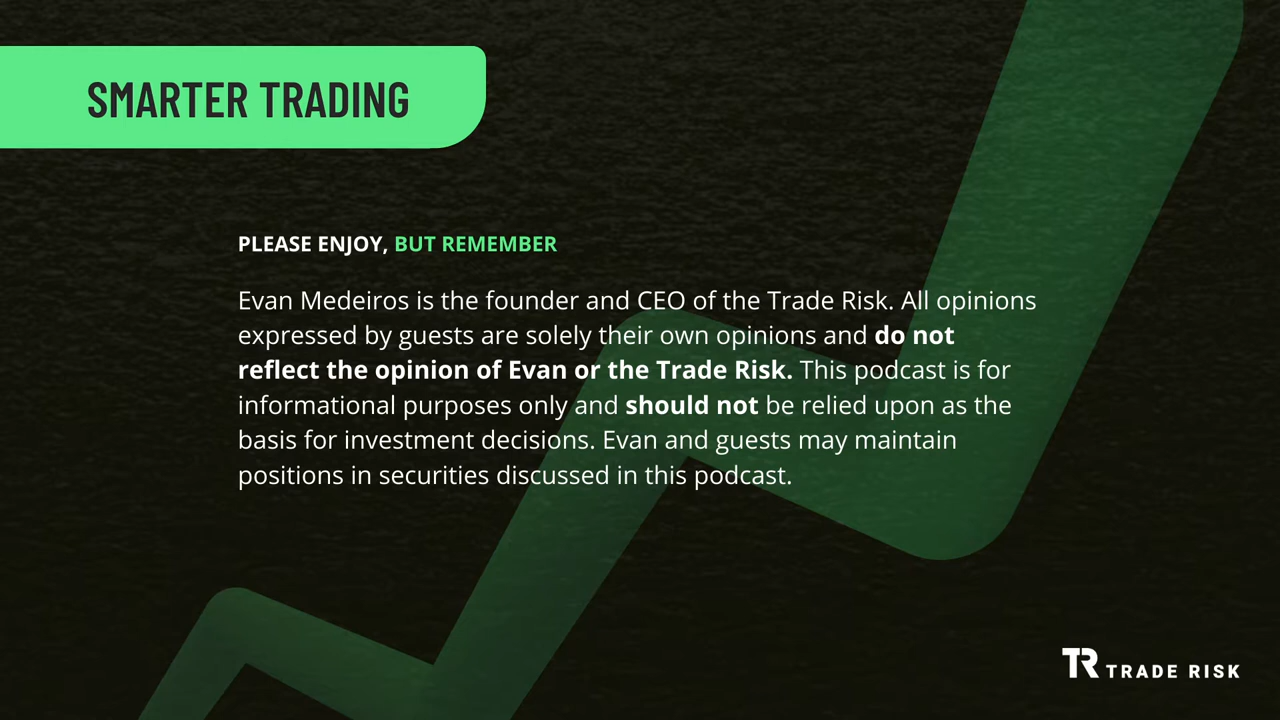 SMARTER TRADING
PLEASE ENJOY, BUT REMEMBER
Evan Medeiros is the founder and CEO of the Trade Risk. All opinions
expressed by guests are solely their own opinions and do not
reflect the opinion of Evan or the Trade Risk. This podcast is for
informational purposes only and should not be relied upon as the
basis for investment decisions. Evan and guests may maintain
positions in securities discussed in this podcast.
TR TRADE RISK